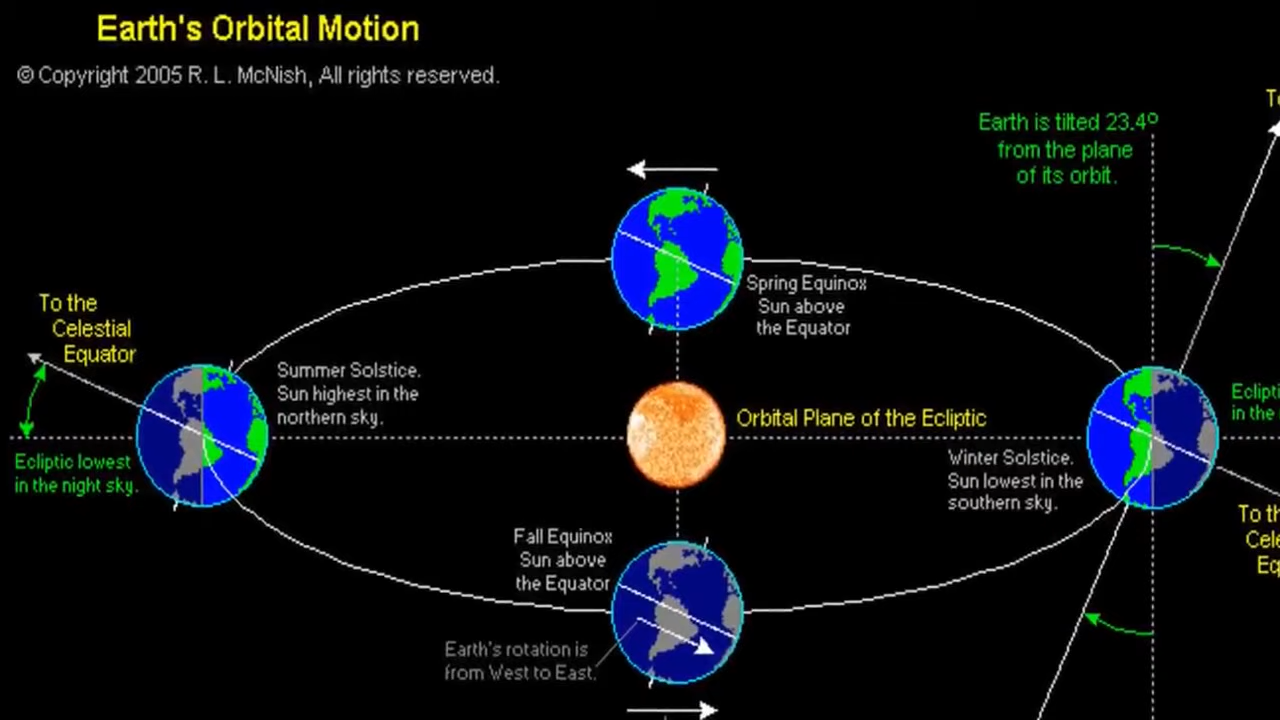 Earth's Orbital Motion
© Copyright 2005 R. L. McNish, All rights reserved.
Earth is tilted 23.4º
from the plane
of its orbit.
To the
Celestial
Equator
Spring Equinox
Sun above
the Equator
Summer Solstice.
Sun highest in the
northern sky.
Orbital Plane of the Ecliptic
in the
Ecliptic lowest
in the night sky.
Winter Solstice.
Sun lowest in the
southern sky.
Fall Equinox
Sun above
the Equator
Earth's rotation is
from West to East.